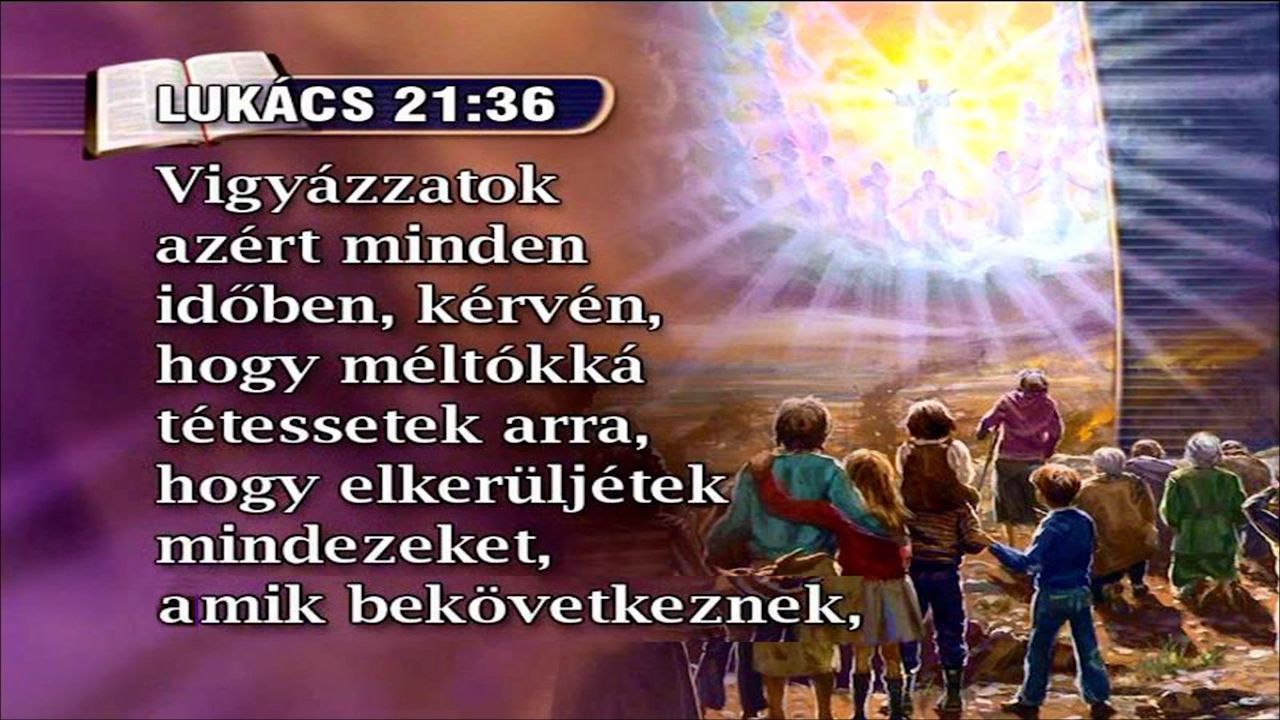 LUKÁCS 21:36
Vigyázzatok
azért minden
időben, kérvén,
hogy méltókká
tétessetek arra,
hogy elkerüljétek
mindezeket,
amik bekövetkeznek,